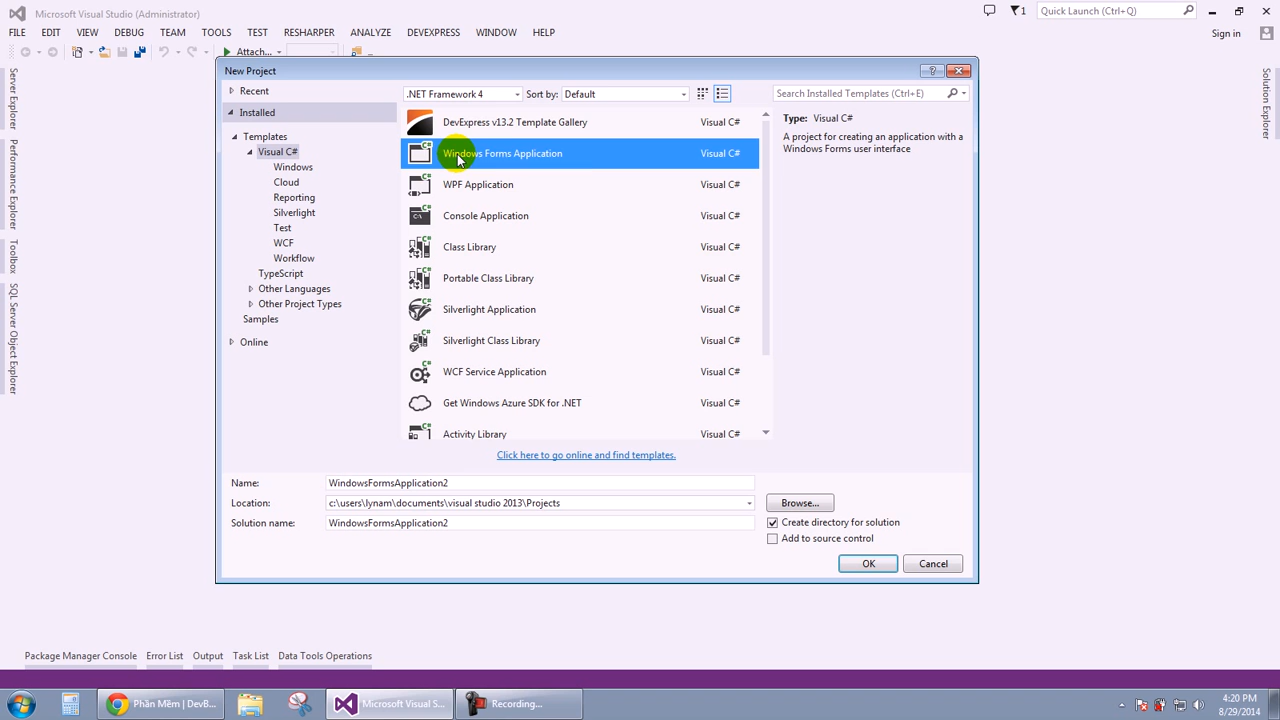 Microsoft Visual Studio (Administrator)
1
Quick Launch (Ctrl+Q)
FILE EDIT VIEW DEBUG TEAM TOOLS TEST RESHARPER ANALYZE DEVEXPRESS WINDOW HELP
Sign in
Attach...
Server Explorer
Performance Explorer
Toolbox
SQL Server Object Explorer
Solution Explorer
New Project
Recent
Installed
Templates
Visual C#
Windows
Cloud
Reporting
Silverlight
Test
WCF
Workflow
TypeScript
Other Languages
Other Project Types
Samples
Online
.NET Framework 4 Sort by: Default
Search Installed Templates (Ctrl+E)
DevExpress v13.2 Template Gallery Visual C#
Windows Forms Application Visual C#
WPF Application Visual C#
Console Application Visual C#
Class Library Visual C#
Portable Class Library Visual C#
Silverlight Application Visual C#
Silverlight Class Library Visual C#
WCF Service Application Visual C#
Get Windows Azure SDK for .NET Visual C#
Activity Library Visual C#
Click here to go online and find templates.
Type: Visual C#
A project for creating an application with a
Windows Forms user interface
Name: WindowsFormsApplication2
Location: c:\users\lynam\documents\visual studio 2013\Projects Browse...
Solution name: WindowsFormsApplication2
Create directory for solution
Add to source control
OK Cancel
Package Manager Console Error List Output Task List Data Tools Operations
Phần Mềm | DevB...
Microsoft Visual S...
Recording...
4:20 PM
8/29/2014